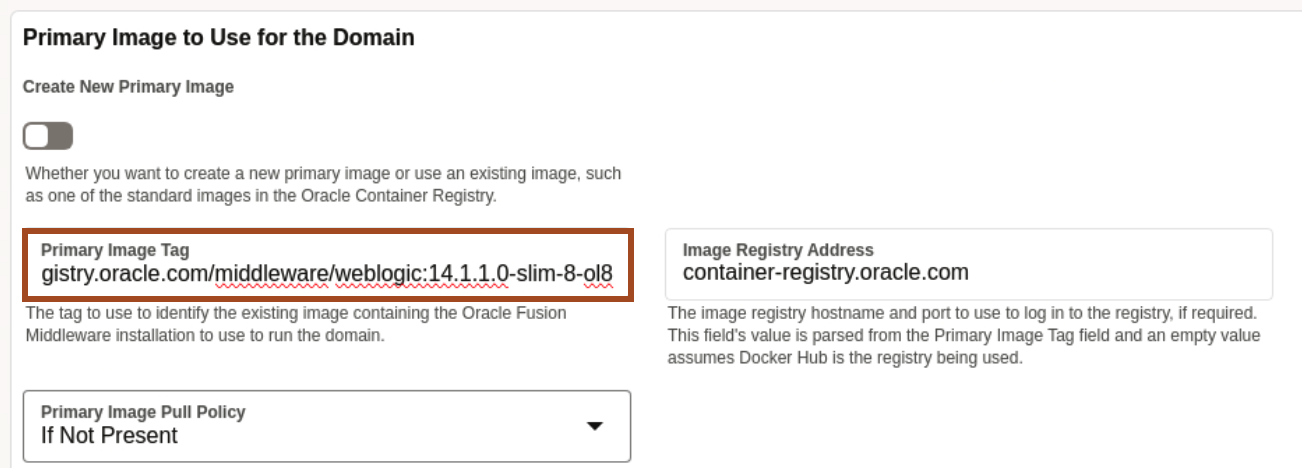 Primary Image to Use for the Domain
Create New Primary Image
Whether you want to create a new primary image or use an existing image, such
as one of the standard images in the Oracle Container Registry.
Primary Image Tag
gistry.oracle.com/middleware/weblogic:14.1.1.0-slim-8-ol8
The tag to use to identify the existing image containing the Oracle Fusion
Middleware installation to use to run the domain.
Image Registry Address
container-registry.oracle.com
The image registry hostname and port to use to log in to the registry, if required.
This field's value is parsed from the Primary Image Tag field and an empty value
assumes Docker Hub is the registry being used.
Primary Image Pull Policy
If Not Present